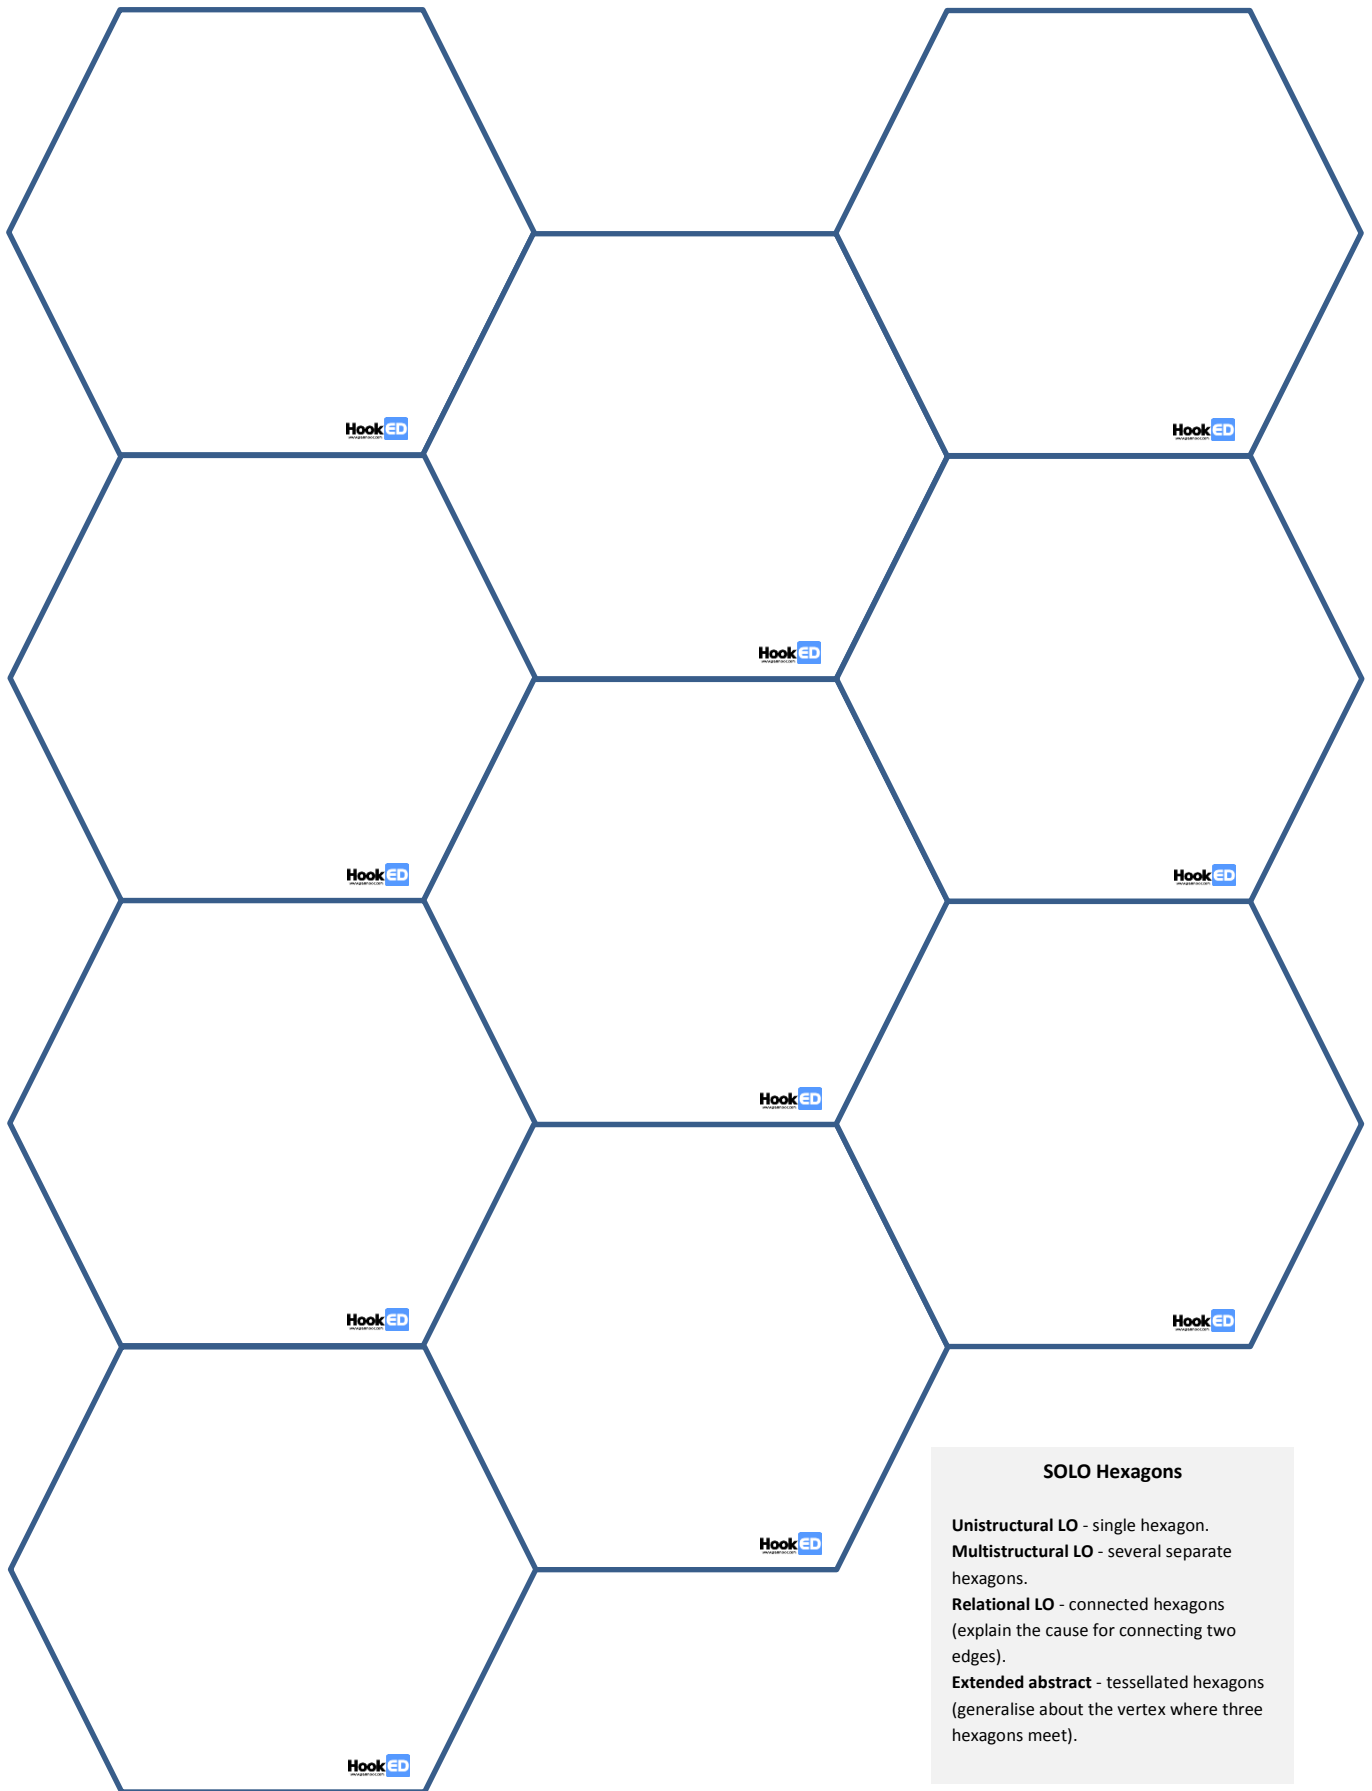 HookED
HookED
HookED
HookED
HookED
HookED
HookED
HookED
HookED
HookED
SOLO Hexagons
Unistructural LO - single hexagon.
Multistructural LO - several separate
hexagons.
Relational LO - connected hexagons
(explain the cause for connecting two
edges).
Extended abstract - tessellated hexagons
(generalise about the vertex where three
hexagons meet).